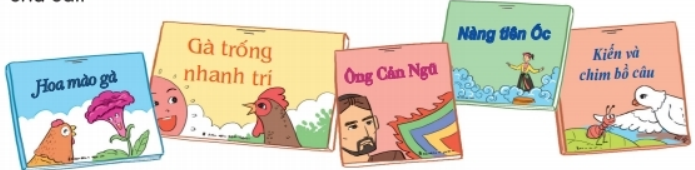 Hoa mào gà
Gà trống
nhanh trí
Ông Cản Ngũ
Nàng tiên Ốc
Kiến và
chim bồ câu